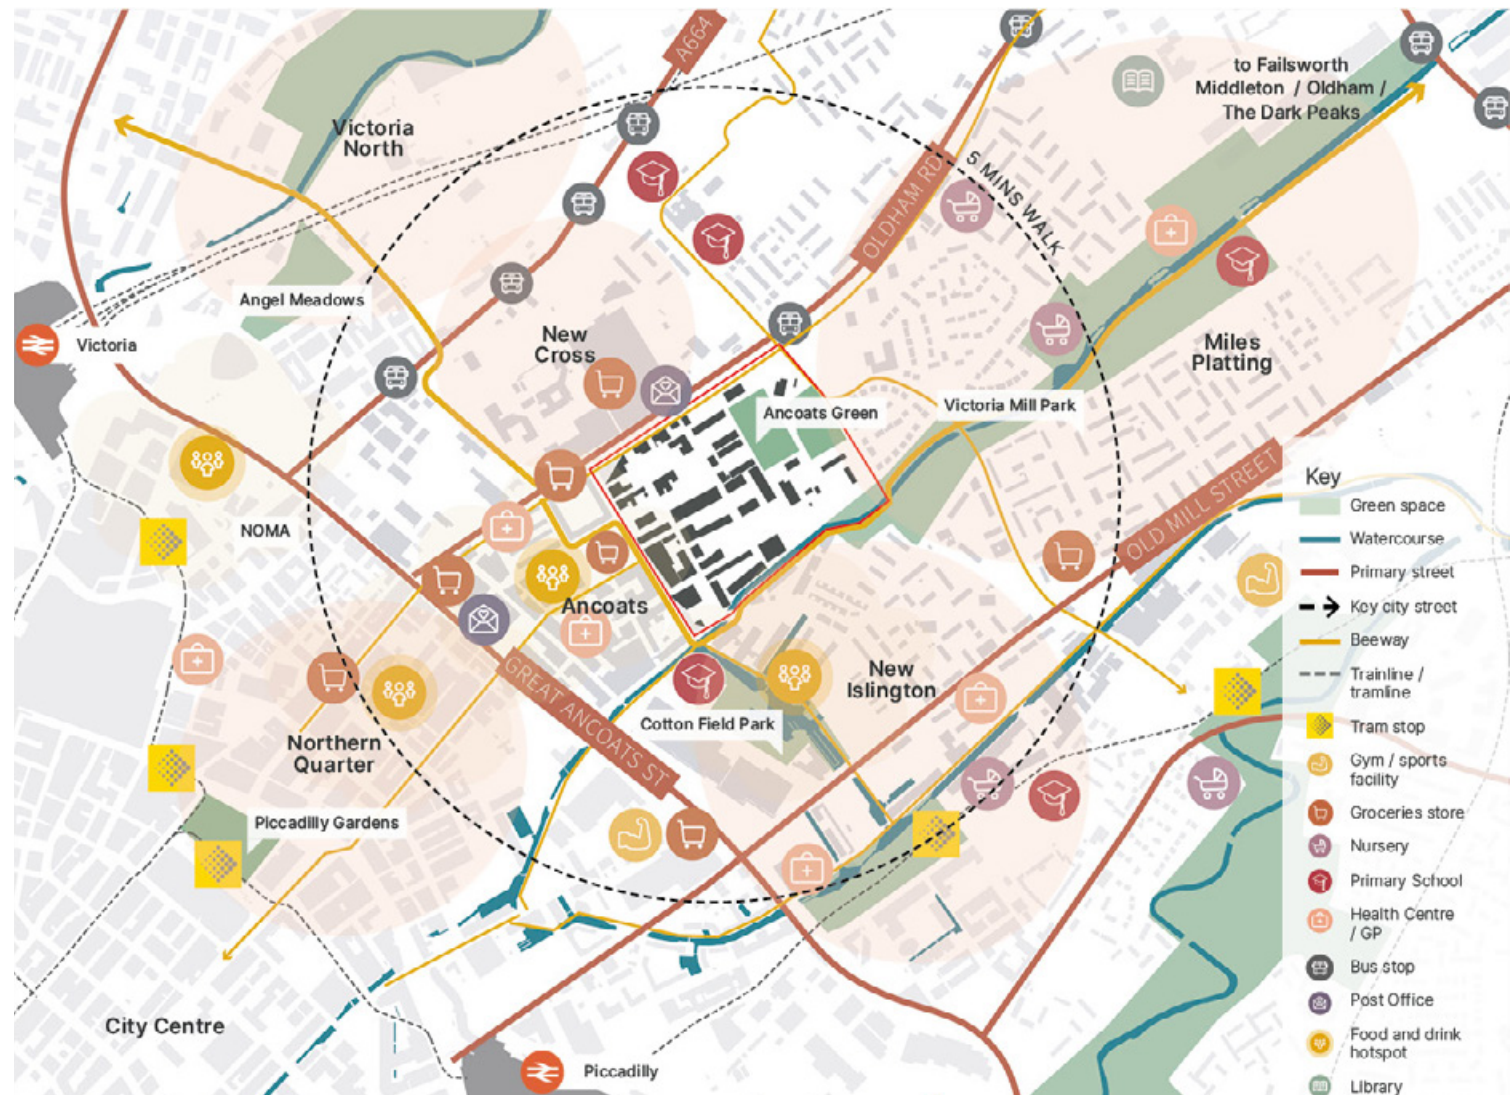 A664
to Failsworth
Middleton / Oldham /
The Dark Peaks
Victoria
North
5 MINS WALK
OLDHAM RD
Angel Meadows
New
Cross
Victoria
Miles
Platting
Ancoats Green
Victoria Mill Park
NOMA
OLD MILL STREET
Ancoats
GREAT ANCOATS ST
New
Islington
Cotton Field Park
Northern
Quarter
Piccadilly Gardens
City Centre
Piccadilly
Key
Green space
Watercourse
Primary street
Key city street
Beeway
Trainline /
tramline
Tram stop
Gym / sports
facility
Groceries store
Nursery
Primary School
Health Centre
/ GP
Bus stop
Post Office
Food and drink
hotspot
Library